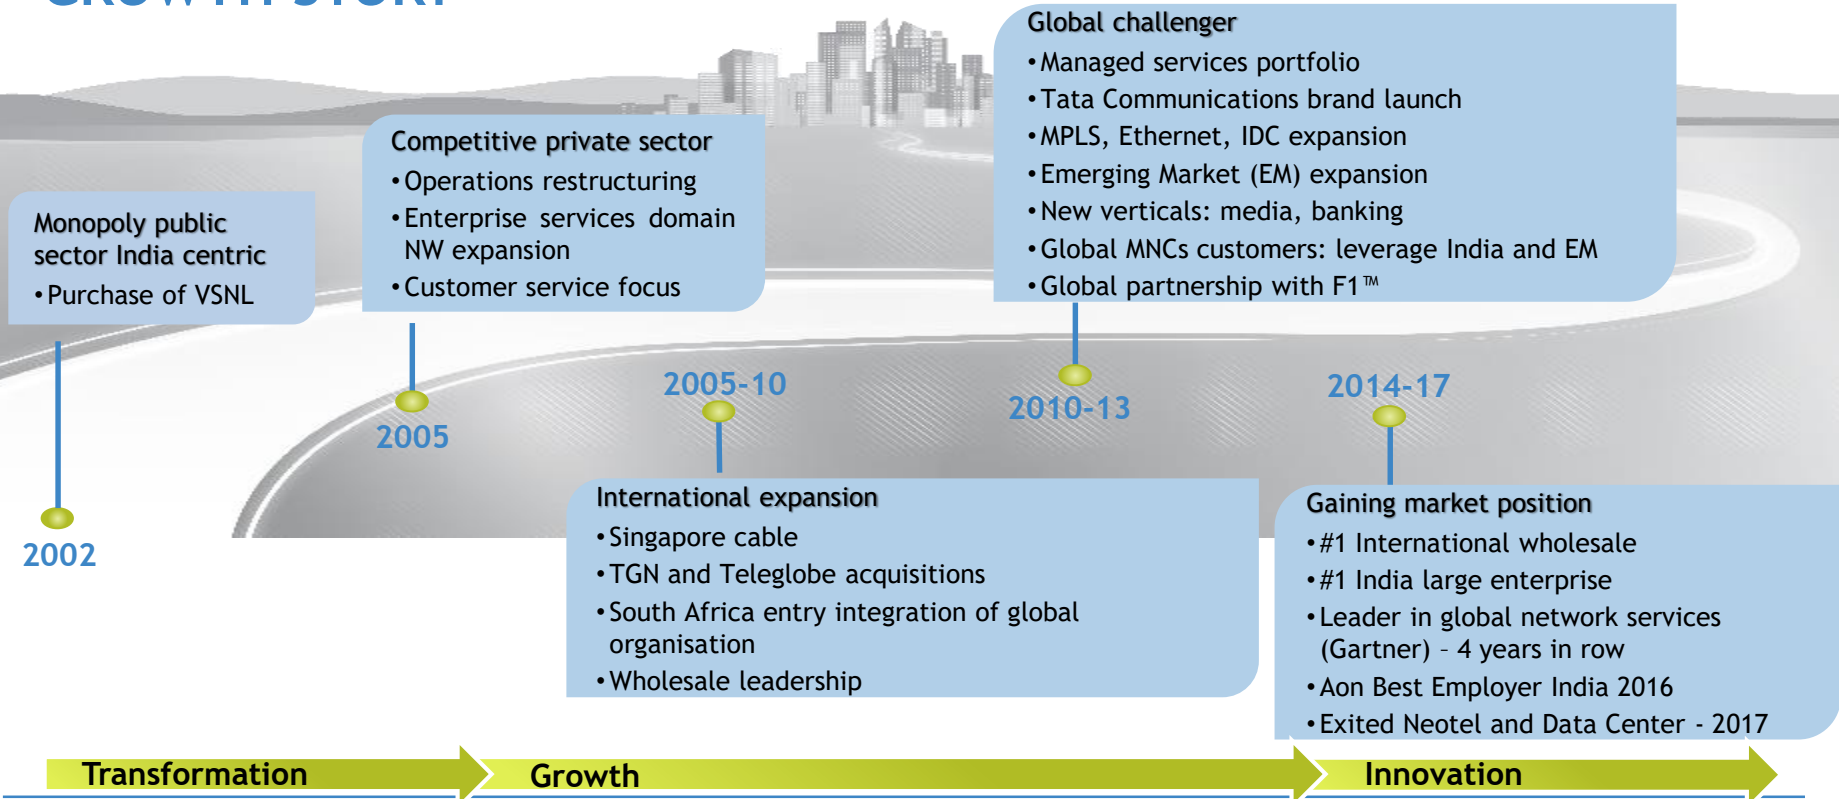 GROWTH STORY
Global challenger
•Managed services portfolio
•Tata Communications brand launch
•MPLS, Ethernet, IDC expansion
•Emerging Market (EM) expansion
•New verticals: media, banking
•Global MNCs customers: leverage India and EM
•Global partnership with F1™
Competitive private sector
•Operations restructuring
•Enterprise services domain
NW expansion
•Customer service focus
Monopoly public
sector India centric
•Purchase of VSNL
2002
2005
2005-10
2010-13
2014-17
International expansion
•Singapore cable
•TGN and Teleglobe acquisitions
•South Africa entry integration of global
organisation
•Wholesale leadership
Gaining market position
•#1 International wholesale
•#1 India large enterprise
•Leader in global network services
(Gartner) – 4 years in row
•Aon Best Employer India 2016
•Exited Neotel and Data Center - 2017
Transformation
Growth
Innovation